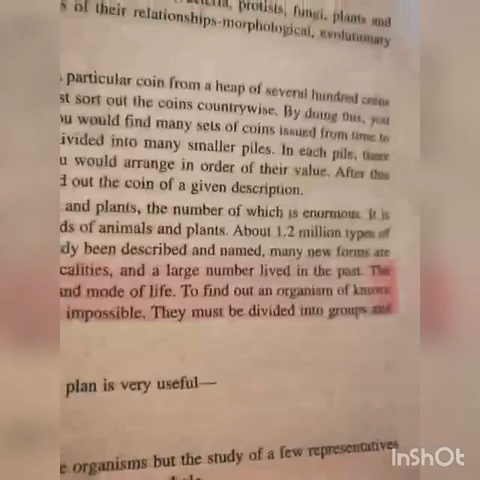 protists, fungi, plants and
s of their relationships-morphological, evolutionary
particular coin from a heap of several hundred coins
st sort out the coins countrywise. By doing this, you
ou would find many sets of coins issued from time to
ivided into many smaller piles. In each pile, there
u would arrange in order of their value. After this
d out the coin of a given description.
and plants, the number of which is enormous. It is
ds of animals and plants. About 1.2 million types of
dy been described and named, many new forms are
calities, and a large number lived in the past. The
and mode of life. To find out an organism of known
impossible. They must be divided into groups and
plan is very useful—
e organisms but the study of a few representatives
InShOt